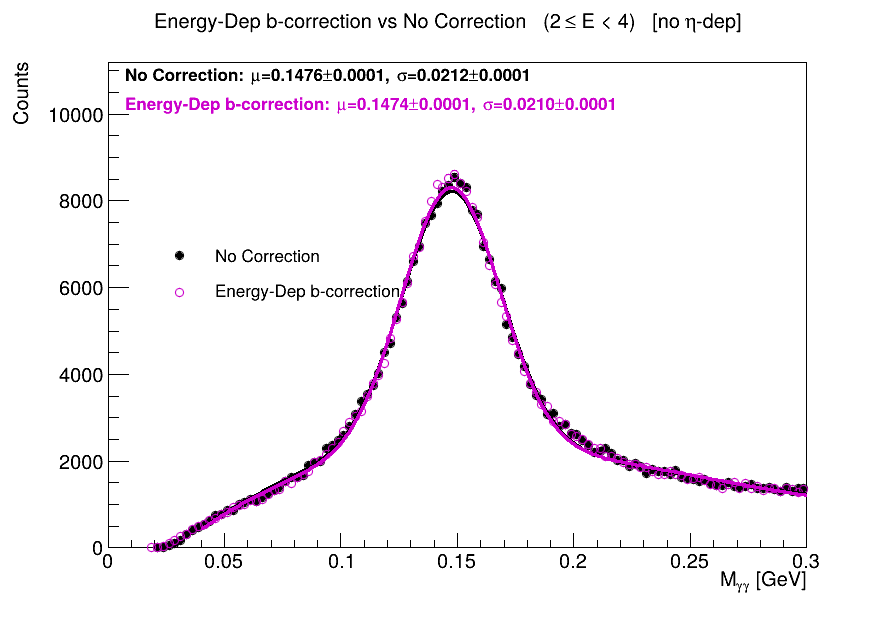 Energy-Dep b-correction vs No Correction (2 ≤ E < 4) [no η-dep]
Counts
No Correction: μ=0.1476±0.0001, σ=0.0212±0.0001
Energy-Dep b-correction: μ=0.1474±0.0001, σ=0.0210±0.0001
10000
8000
No Correction
6000
Energy-Dep b-correction
4000
2000
0
0 0.05 0.1 0.15 0.2 0.25 0.3
Mγγ [GeV]